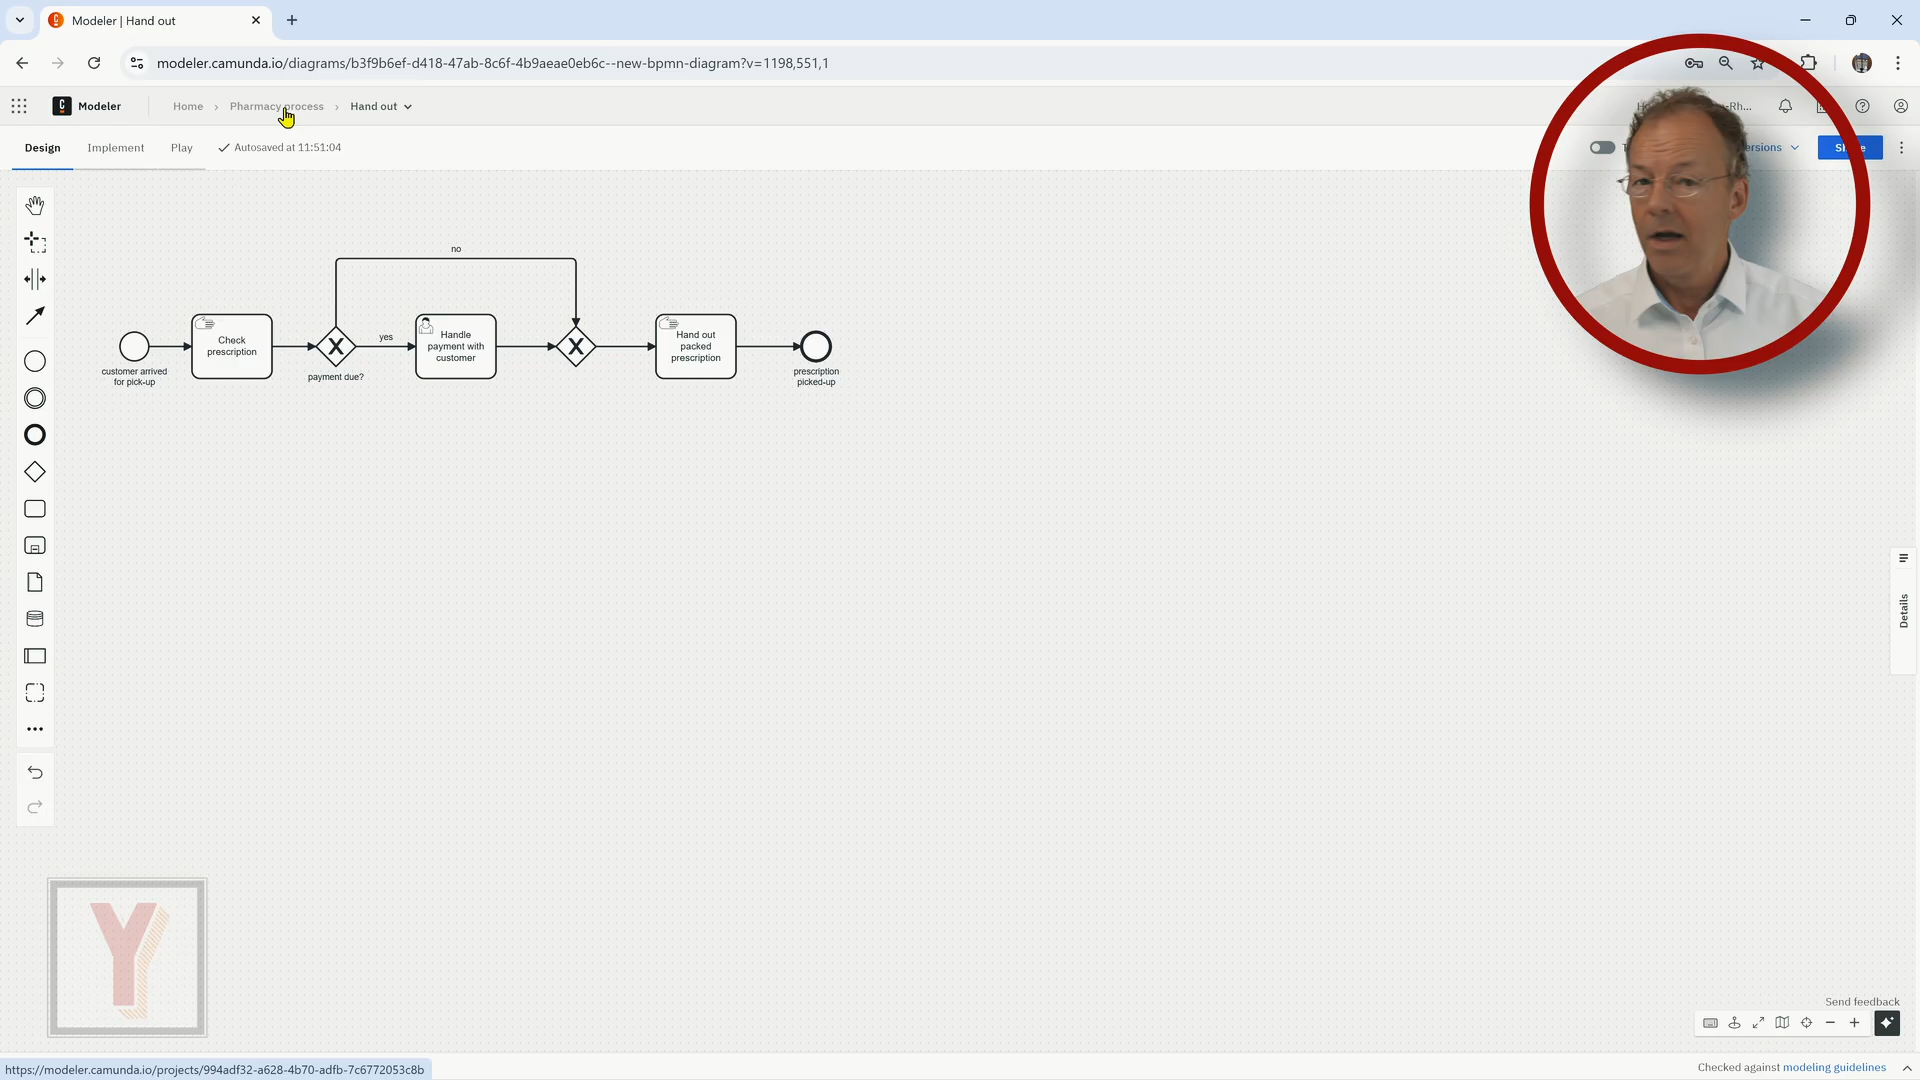 Modeler | Hand out
modeler.camunda.io/diagrams/b3f9b6ef-d418-47ab-8c6f-4b9aeae0eb6c--new-bpmn-diagram?v=1198,551,1
Modeler
Home
Pharmacy process
Hand out
Design
Implement
Play
Autosaved at 11:51:04
no
Check
prescription
yes
Handle
payment with
customer
Hand out
packed
prescription
customer arrived
for pick-up
payment due?
prescription
picked-up
Details
Y
Send feedback
https://modeler.camunda.io/projects/994adf32-a628-4b70-adfb-7c6772053c8b
Checked against modeling guidelines